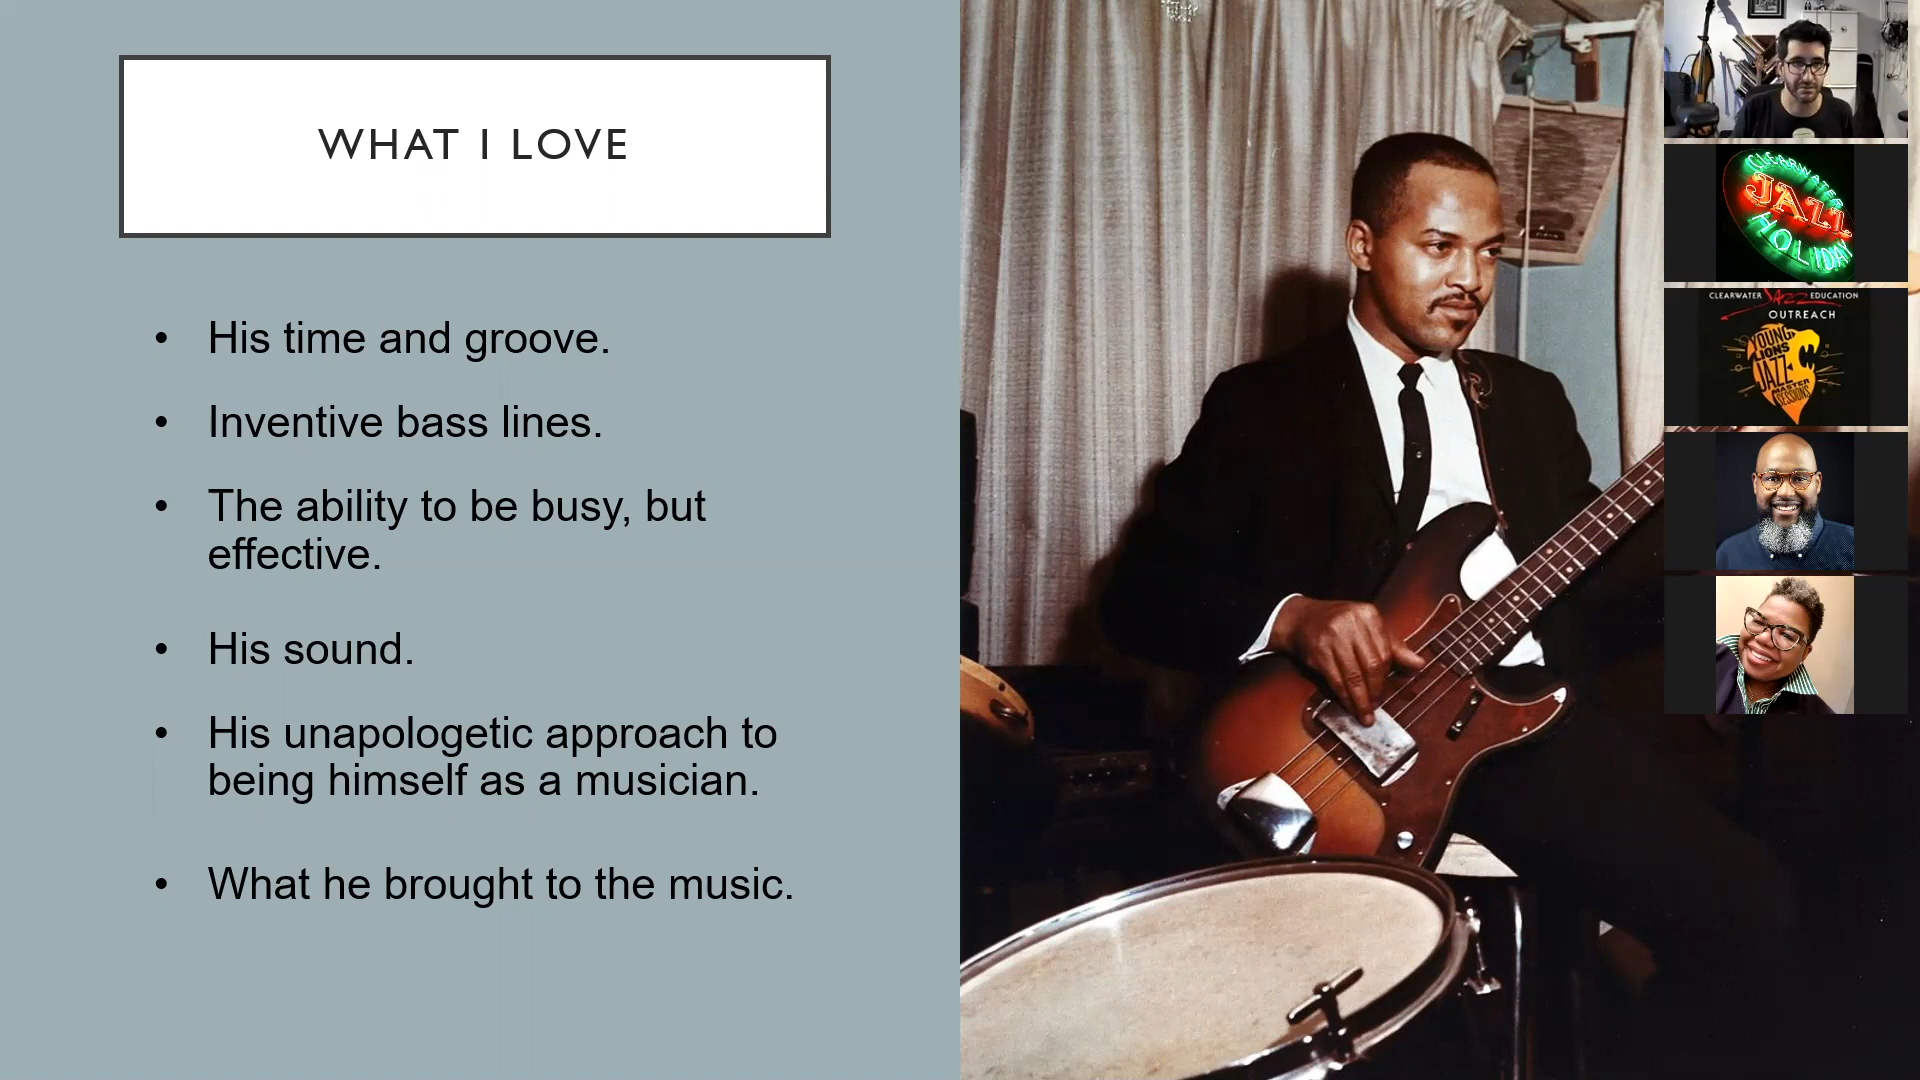 WHAT I LOVE
• His time and groove.
• Inventive bass lines.
• The ability to be busy, but
effective.
• His sound.
• His unapologetic approach to
being himself as a musician.
• What he brought to the music.
CLEARWATER
JAZZ
HOLIDAY
CLEARWATER JAZZ EDUCATION
OUTREACH
YOUNG
LIONS
JAZZ
MASTER
SESSIONS